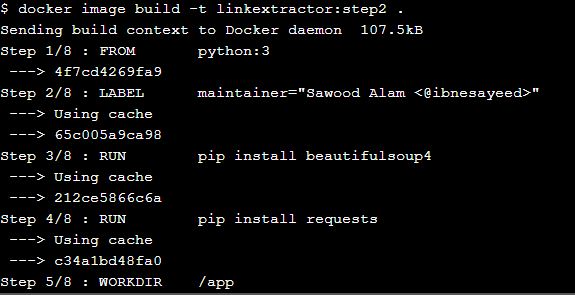 $ docker image build -t linkextractor:step2 .
Sending build context to Docker daemon  107.5kB
Step 1/8 : FROM       python:3
 ---> 4f7cd4269fa9
Step 2/8 : LABEL      maintainer="Sawood Alam <@ibnesayeed>"
 ---> Using cache
 ---> 65c005a9ca98
Step 3/8 : RUN        pip install beautifulsoup4
 ---> Using cache
 ---> 212ce5866c6a
Step 4/8 : RUN        pip install requests
 ---> Using cache
 ---> c34a1bd48fa0
Step 5/8 : WORKDIR    /app